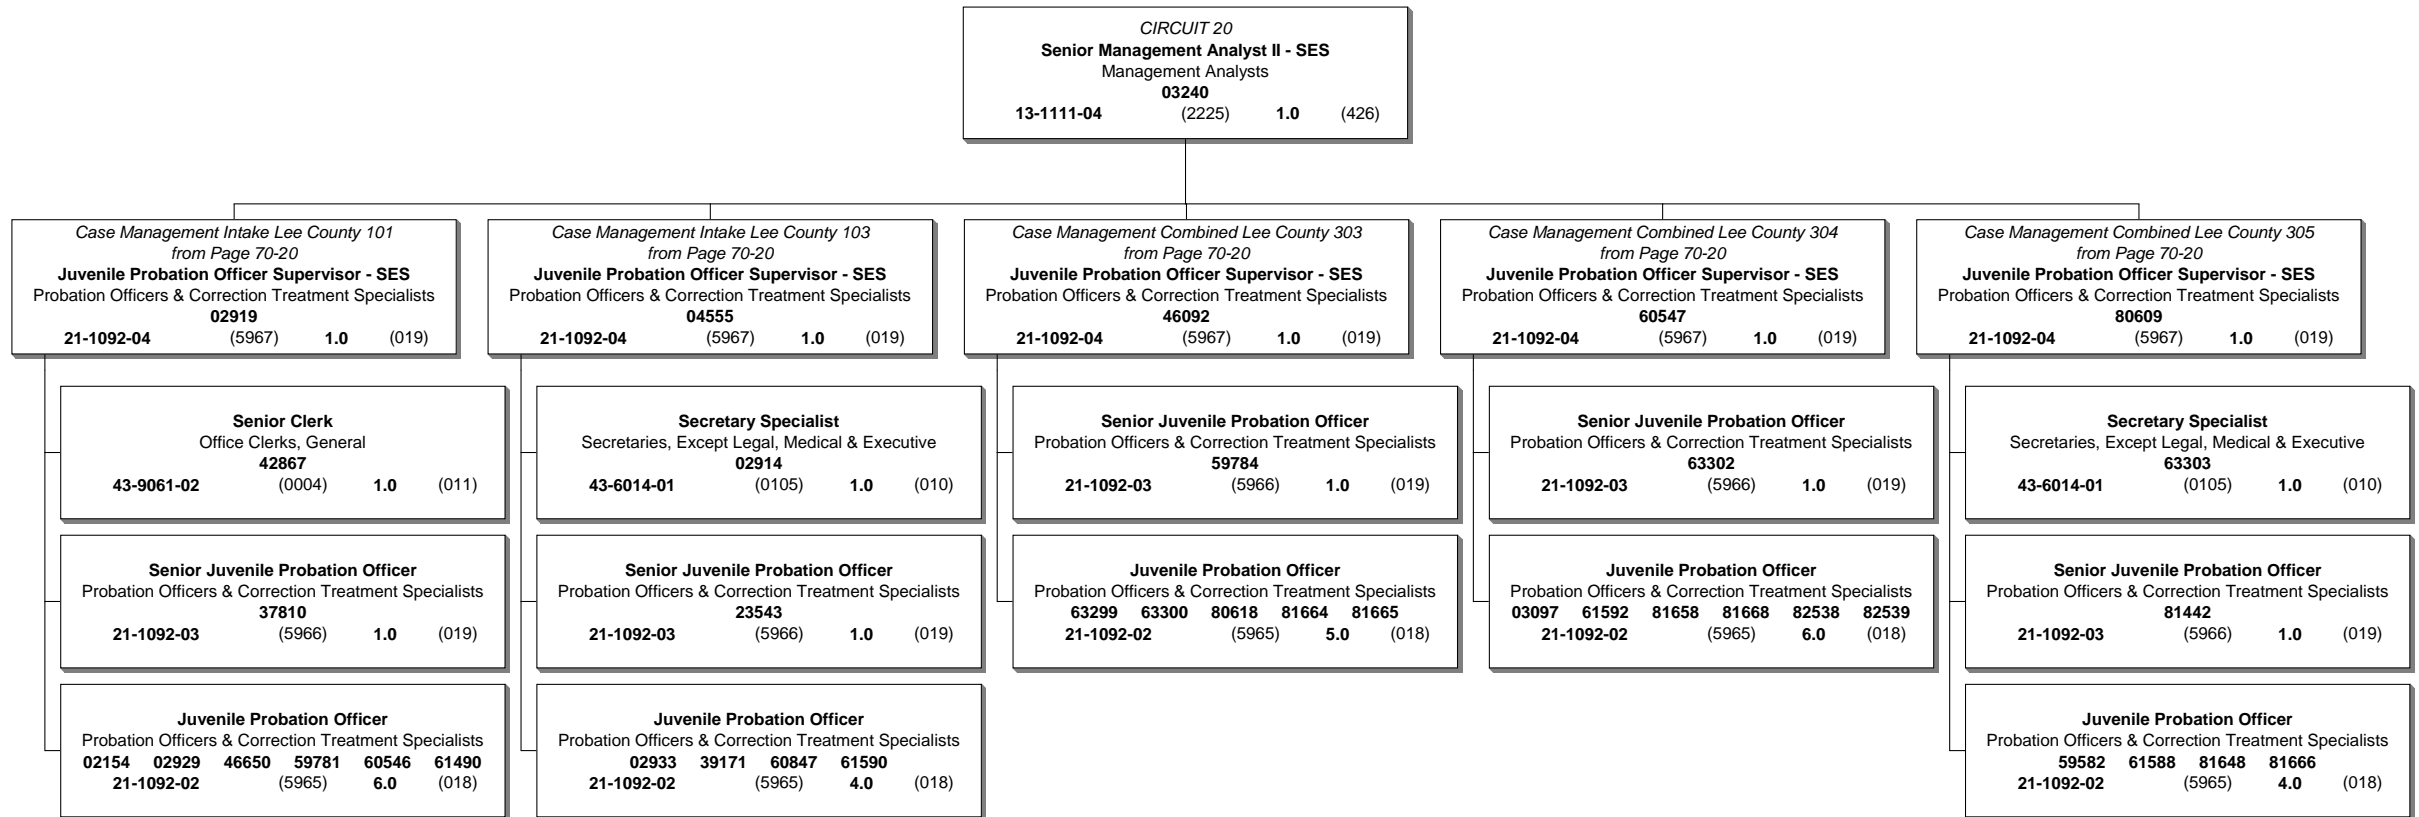 CIRCUIT 20
Senior Management Analyst II - SES
Management Analysts
03240
13-1111-04 (2225) 1.0 (426)
Case Management Intake Lee County 101
from Page 70-20
Juvenile Probation Officer Supervisor - SES
Probation Officers & Correction Treatment Specialists
02919
21-1092-04 (5967) 1.0 (019)
Senior Clerk
Office Clerks, General
42867
43-9061-02 (0004) 1.0 (011)
Senior Juvenile Probation Officer
Probation Officers & Correction Treatment Specialists
37810
21-1092-03 (5966) 1.0 (019)
Juvenile Probation Officer
Probation Officers & Correction Treatment Specialists
02154 02929 46650 59781 60546 61490
21-1092-02 (5965) 6.0 (018)
Case Management Intake Lee County 103
from Page 70-20
Juvenile Probation Officer Supervisor - SES
Probation Officers & Correction Treatment Specialists
04555
21-1092-04 (5967) 1.0 (019)
Secretary Specialist
Secretaries, Except Legal, Medical & Executive
02914
43-6014-01 (0105) 1.0 (010)
Senior Juvenile Probation Officer
Probation Officers & Correction Treatment Specialists
23543
21-1092-03 (5966) 1.0 (019)
Juvenile Probation Officer
Probation Officers & Correction Treatment Specialists
02933 39171 60847 61590
21-1092-02 (5965) 4.0 (018)
Case Management Combined Lee County 303
from Page 70-20
Juvenile Probation Officer Supervisor - SES
Probation Officers & Correction Treatment Specialists
46092
21-1092-04 (5967) 1.0 (019)
Senior Juvenile Probation Officer
Probation Officers & Correction Treatment Specialists
59784
21-1092-03 (5966) 1.0 (019)
Juvenile Probation Officer
Probation Officers & Correction Treatment Specialists
63299 63300 80618 81664 81665
21-1092-02 (5965) 5.0 (018)
Case Management Combined Lee County 304
from Page 70-20
Juvenile Probation Officer Supervisor - SES
Probation Officers & Correction Treatment Specialists
60547
21-1092-04 (5967) 1.0 (019)
Senior Juvenile Probation Officer
Probation Officers & Correction Treatment Specialists
63302
21-1092-03 (5966) 1.0 (019)
Juvenile Probation Officer
Probation Officers & Correction Treatment Specialists
03097 61592 81658 81668 82538 82539
21-1092-02 (5965) 6.0 (018)
Case Management Combined Lee County 305
from Page 70-20
Juvenile Probation Officer Supervisor - SES
Probation Officers & Correction Treatment Specialists
80609
21-1092-04 (5967) 1.0 (019)
Secretary Specialist
Secretaries, Except Legal, Medical & Executive
63303
43-6014-01 (0105) 1.0 (010)
Senior Juvenile Probation Officer
Probation Officers & Correction Treatment Specialists
81442
21-1092-03 (5966) 1.0 (019)
Juvenile Probation Officer
Probation Officers & Correction Treatment Specialists
59582 61588 81648 81666
21-1092-02 (5965) 4.0 (018)